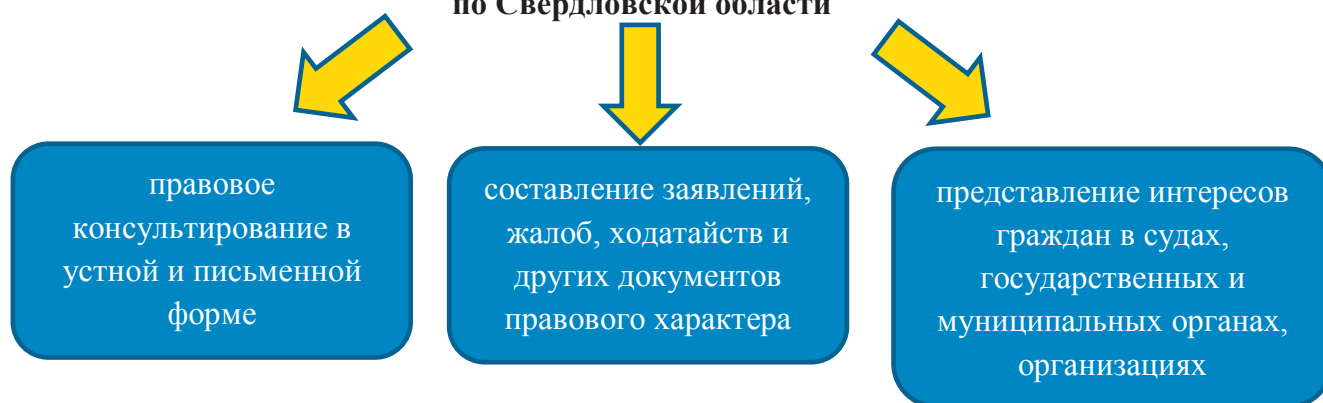 по Свердловской области
правовое
консультирование в
устной и письменной
форме
составление заявлений,
жалоб, ходатайств и
других документов
правового характера
представление интересов
граждан в судах,
государственных и
муниципальных органах,
организациях